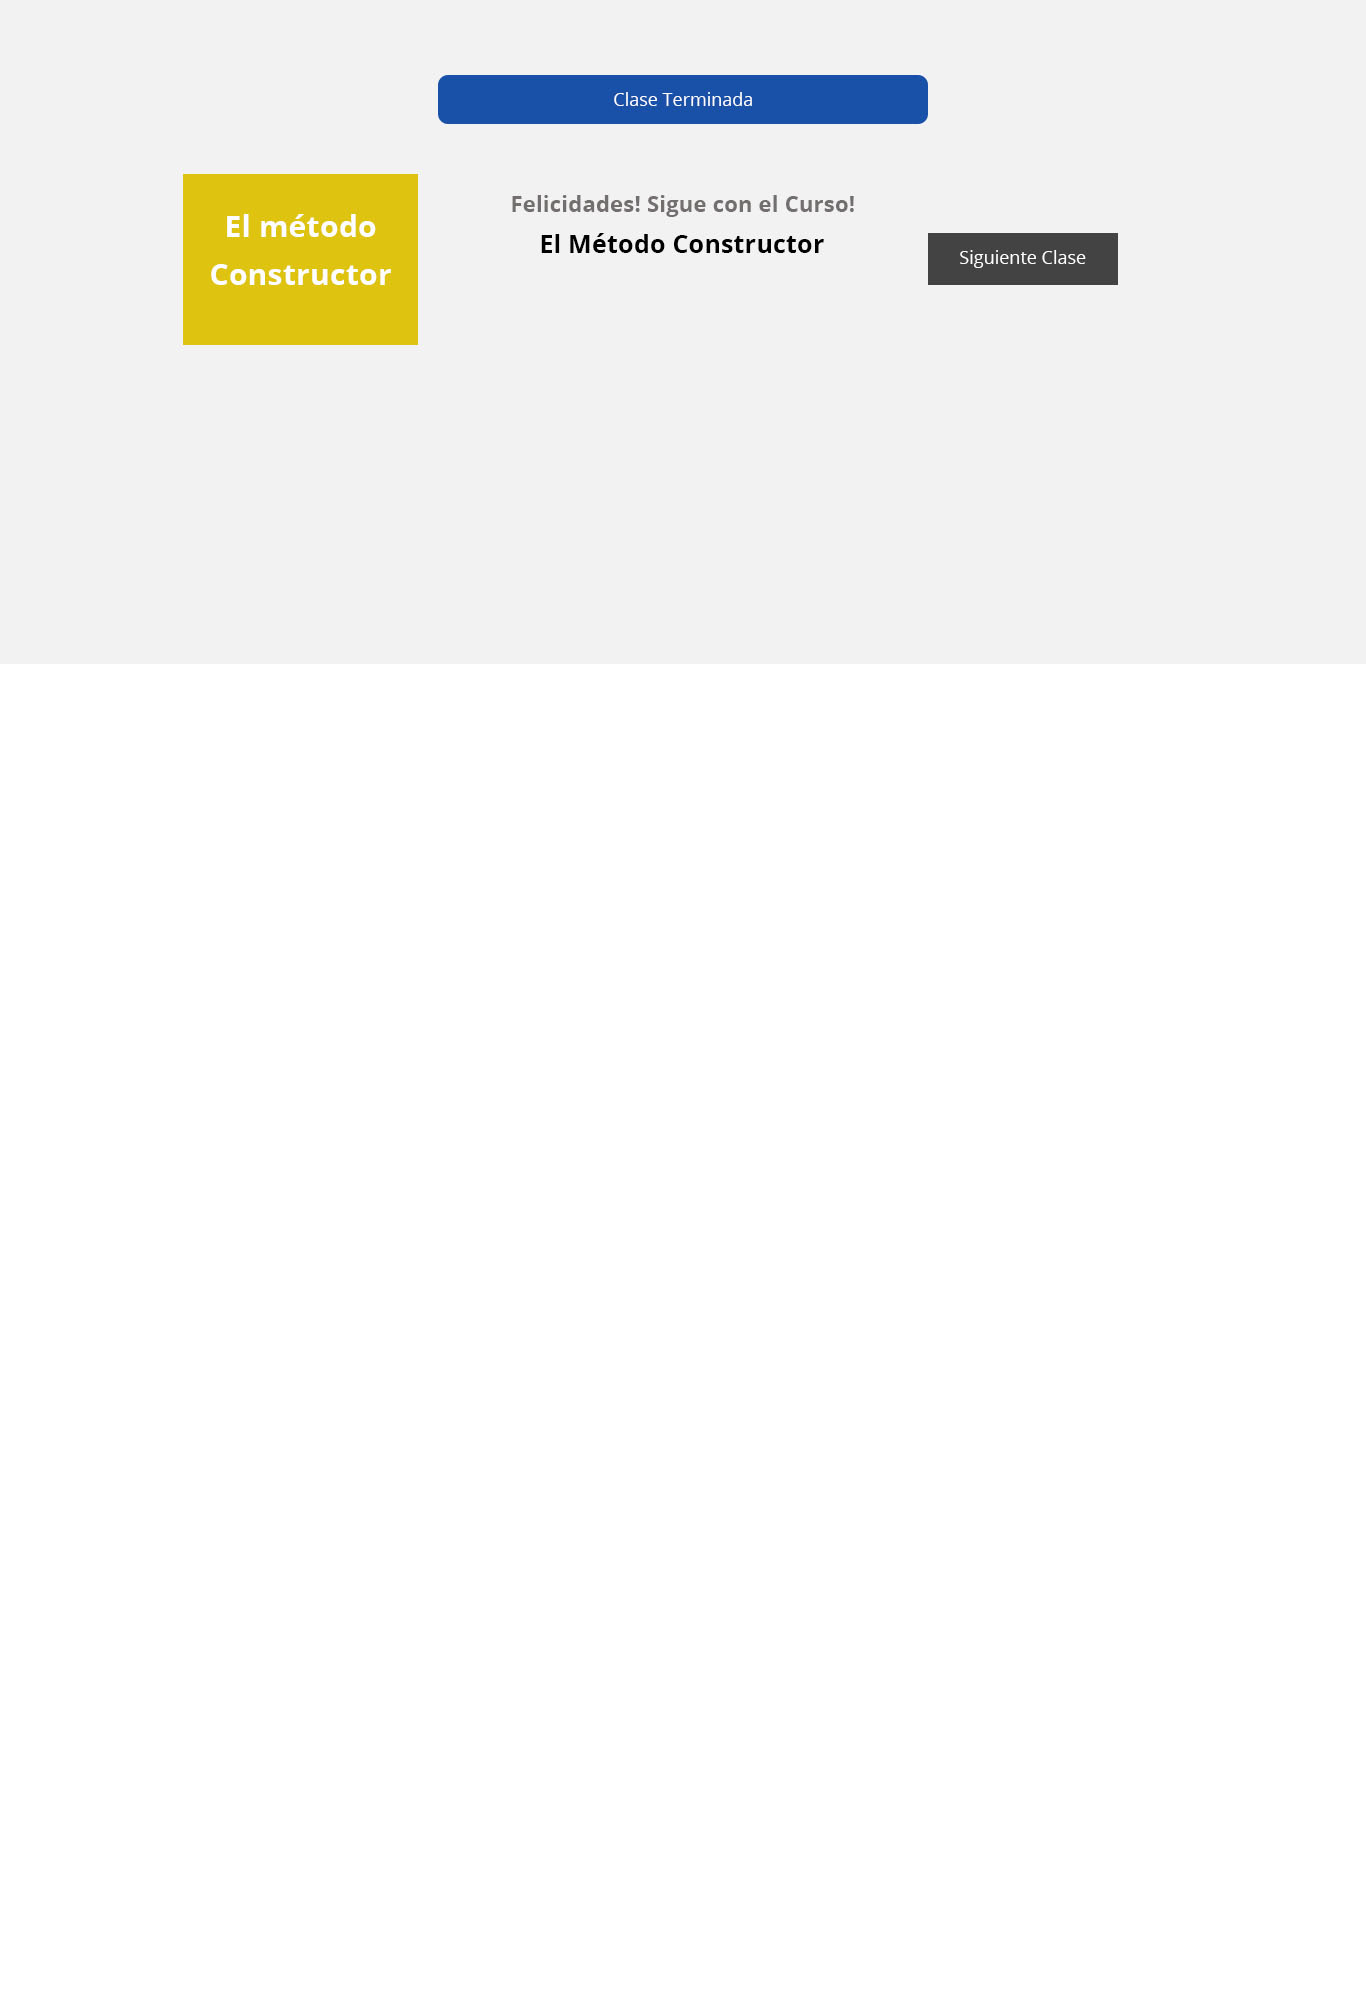 Clase Terminada
El método
Constructor
Felicidades! Sigue con el Curso!
El Método Constructor
Siguiente Clase